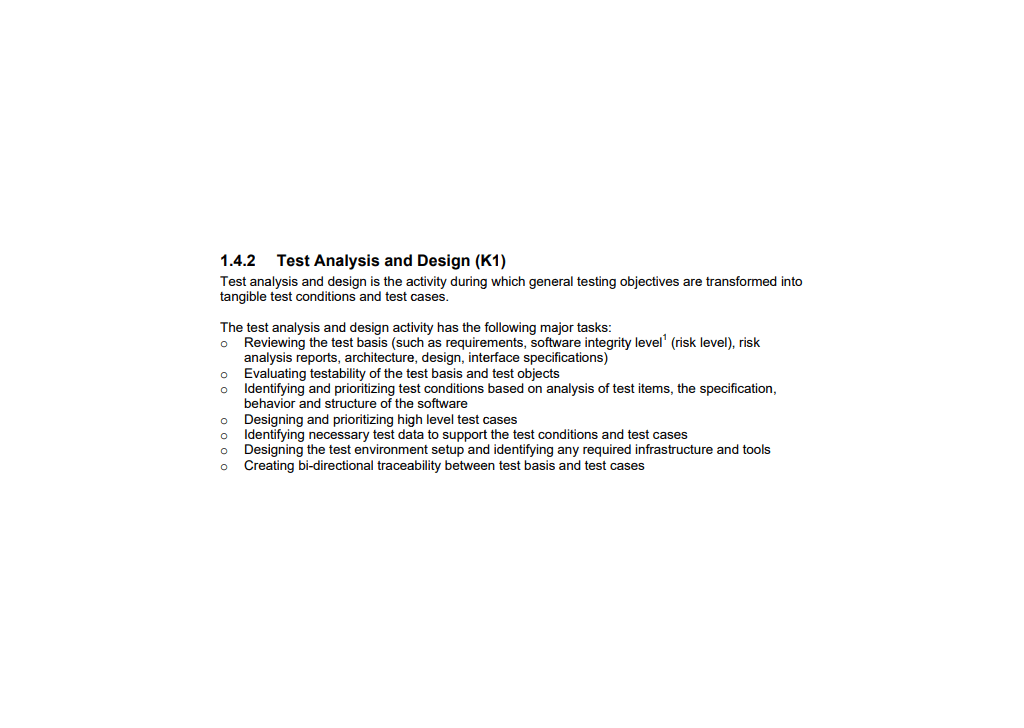 1.4.2 Test Analysis and Design (K1)
Test analysis and design is the activity during which general testing objectives are transformed into
tangible test conditions and test cases.
The test analysis and design activity has the following major tasks:
o Reviewing the test basis (such as requirements, software integrity level¹ (risk level), risk
analysis reports, architecture, design, interface specifications)
o Evaluating testability of the test basis and test objects
o Identifying and prioritizing test conditions based on analysis of test items, the specification,
behavior and structure of the software
o Designing and prioritizing high level test cases
o Identifying necessary test data to support the test conditions and test cases
o Designing the test environment setup and identifying any required infrastructure and tools
o Creating bi-directional traceability between test basis and test cases